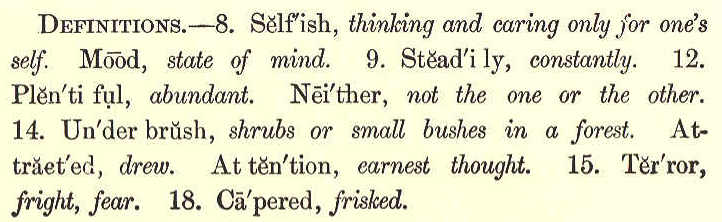 DEFINITIONS.—8. Sĕlf'ish, thinking and caring only for one's
self. Mo͞od, state of mind. 9. Stĕad'i ly, constantly. 12.
Plĕn'ti fụl, abundant. Nēi'ther, not the one or the other.
14. Un'der brŭsh, shrubs or small bushes in a forest. At-
trăet'ed, drew. At tĕn'tion, earnest thought. 15. Tĕr'ror,
fright, fear. 18. Cā'pered, frisked.